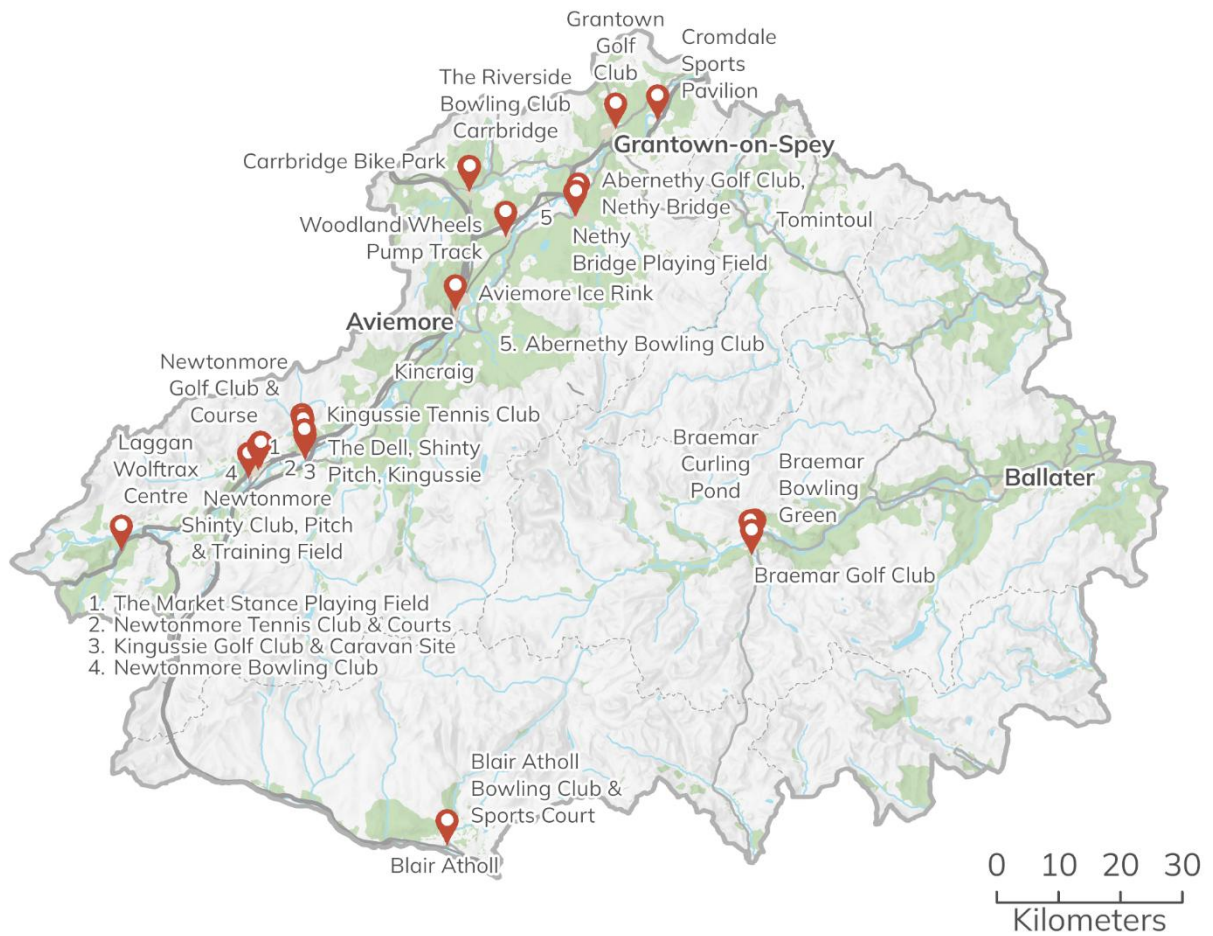 Grantown
Golf
Club
Cromdale
Sports
Pavilion
The Riverside
Bowling Club
Carrbridge
Grantown-on-Spey
Carrbridge Bike Park
Abernethy Golf Club,
Nethy Bridge
5
Woodland Wheels
Pump Track
Tomintoul
Nethy
Bridge Playing Field
Aviemore Ice Rink
Aviemore
5. Abernethy Bowling Club
Newtonmore
Golf Club &
Course
Kincraig
Kingussie Tennis Club
1
The Dell, Shinty
Pitch, Kingussie
2
3
4
Laggan
Wolftrax
Centre
Newtonmore
Shinty Club, Pitch
& Training Field
Braemar
Curling
Pond
Braemar
Bowling
Green
Ballater
Braemar Golf Club
1. The Market Stance Playing Field
2. Newtonmore Tennis Club & Courts
3. Kingussie Golf Club & Caravan Site
4. Newtonmore Bowling Club
Blair Atholl
Bowling Club &
Sports Court
Blair Atholl
0 10 20 30
Kilometers